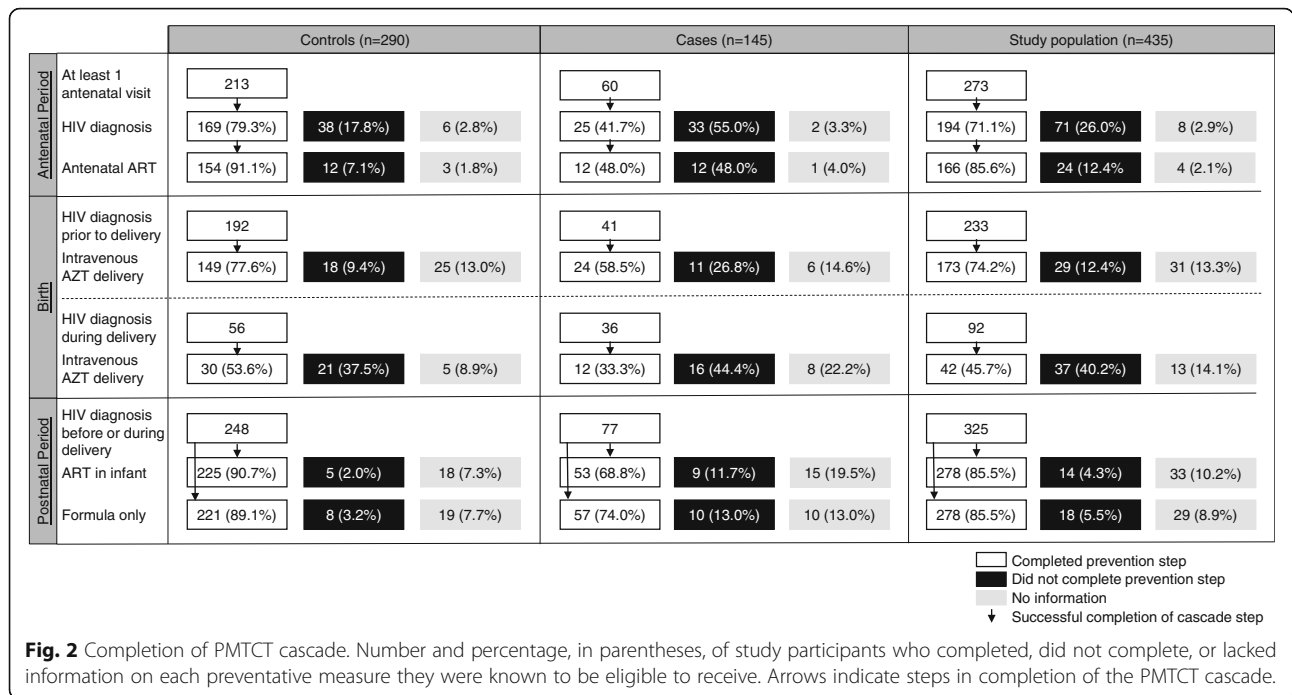 Controls (n=290) Cases (n=145) Study population (n=435)
Antenatal Period
At least 1
antenatal visit
213 60 273
HIV diagnosis 169 (79.3%) 38 (17.8%) 6 (2.8%) 25 (41.7%) 33 (55.0%) 2 (3.3%) 194 (71.1%) 71 (26.0%) 8 (2.9%)
Antenatal ART 154 (91.1%) 12 (7.1%) 3 (1.8%) 12 (48.0%) 12 (48.0% 1 (4.0%) 166 (85.6%) 24 (12.4% 4 (2.1%)
Birth
HIV diagnosis
prior to delivery
192 41 233
Intravenous
AZT delivery
149 (77.6%) 18 (9.4%) 25 (13.0%) 24 (58.5%) 11 (26.8%) 6 (14.6%) 173 (74.2%) 29 (12.4%) 31 (13.3%)
HIV diagnosis
during delivery
56 36 92
Intravenous
AZT delivery
30 (53.6%) 21 (37.5%) 5 (8.9%) 12 (33.3%) 16 (44.4%) 8 (22.2%) 42 (45.7%) 37 (40.2%) 13 (14.1%)
Postnatal Period
HIV diagnosis
before or during
delivery
248 77 325
ART in infant 225 (90.7%) 5 (2.0%) 18 (7.3%) 53 (68.8%) 9 (11.7%) 15 (19.5%) 278 (85.5%) 14 (4.3%) 33 (10.2%)
Formula only 221 (89.1%) 8 (3.2%) 19 (7.7%) 57 (74.0%) 10 (13.0%) 10 (13.0%) 278 (85.5%) 18 (5.5%) 29 (8.9%)
Completed prevention step
Did not complete prevention step
No information
Successful completion of cascade step
Fig. 2 Completion of PMTCT cascade. Number and percentage, in parentheses, of study participants who completed, did not complete, or lacked
information on each preventative measure they were known to be eligible to receive. Arrows indicate steps in completion of the PMTCT cascade.